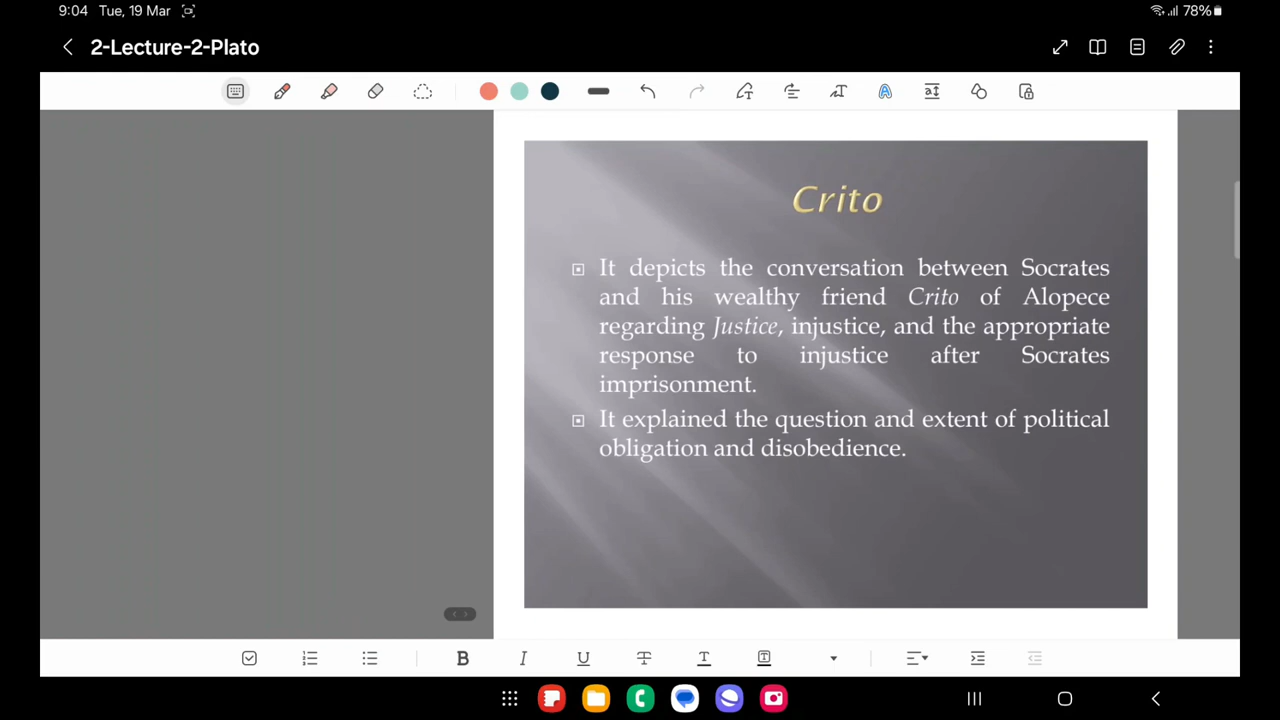 9:04 Tue, 19 Mar
78%
2-Lecture-2-Plato
Crito
It depicts the conversation between Socrates
and his wealthy friend Crito of Alopece
regarding Justice, injustice, and the appropriate
response to injustice after Socrates
imprisonment.
It explained the question and extent of political
obligation and disobedience.